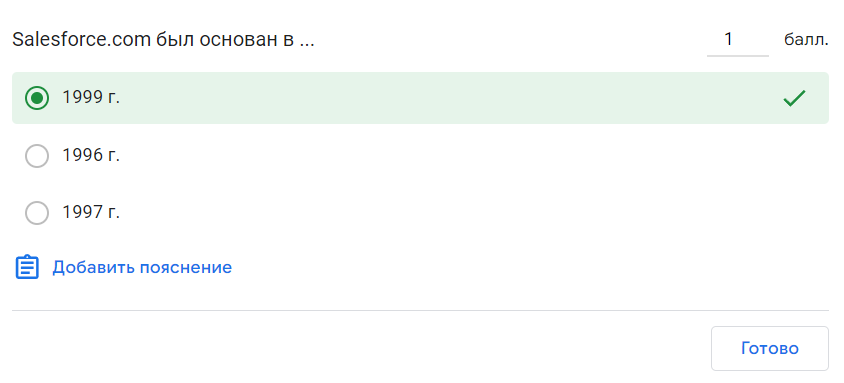 Salesforce.com был основан в ... 1 балл.
1999 г.
1996 г.
1997 г.
Добавить пояснение
Готово